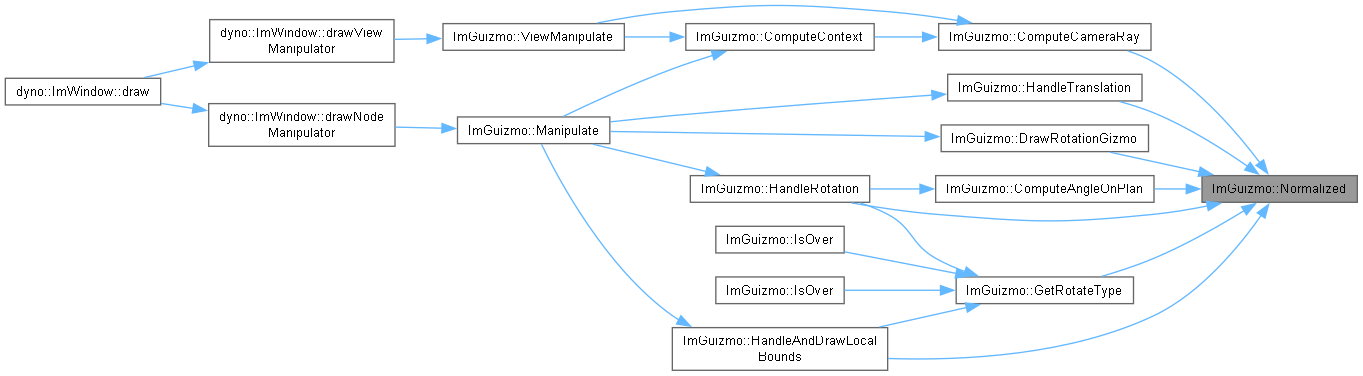 dyno::ImWindow::drawView
Manipulator
ImGuizmo::ViewManipulate
ImGuizmo::ComputeContext
ImGuizmo::ComputeCameraRay
dyno::ImWindow::draw
ImGuizmo::HandleTranslation
dyno::ImWindow::drawNode
Manipulator
ImGuizmo::Manipulate
ImGuizmo::DrawRotationGizmo
ImGuizmo::HandleRotation
ImGuizmo::ComputeAngleOnPlan
ImGuizmo::Normalized
ImGuizmo::IsOver
ImGuizmo::IsOver
ImGuizmo::GetRotateType
ImGuizmo::HandleAndDrawLocal
Bounds